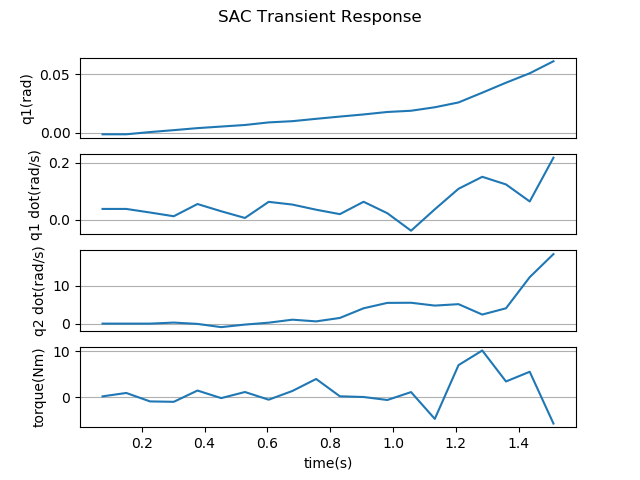 SAC Transient Response
q1(rad)
0.05
0.00
q1 dot(rad/s)
0.2
0.0
q2 dot(rad/s)
10
0
torque(Nm)
10
0
0.2 0.4 0.6 0.8 1.0 1.2 1.4
time(s)